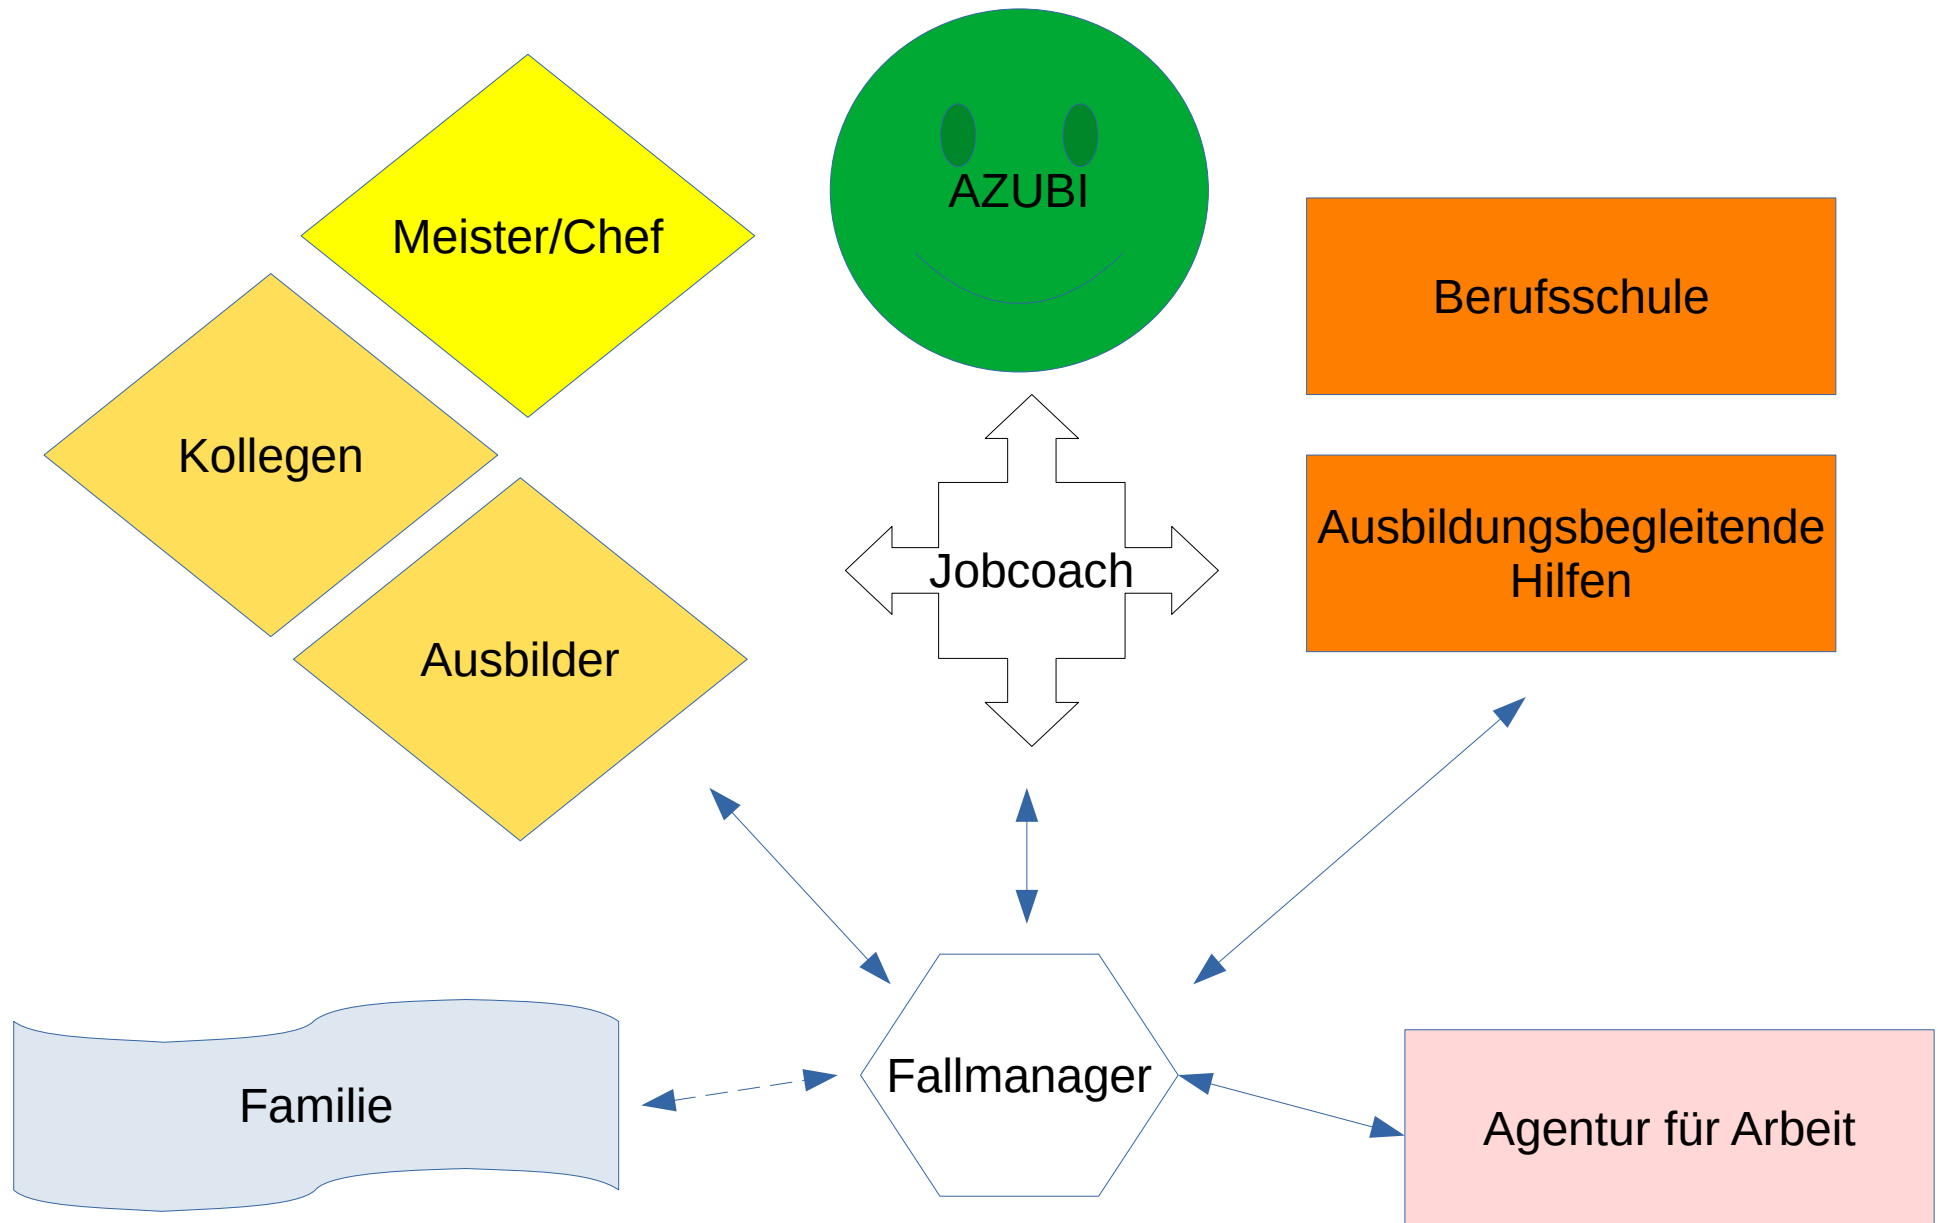 AZUBI
Meister/Chef
Berufsschule
Kollegen
Ausbildungsbegleitende
Hilfen
Jobcoach
Ausbilder
Fallmanager
Familie
Agentur für Arbeit